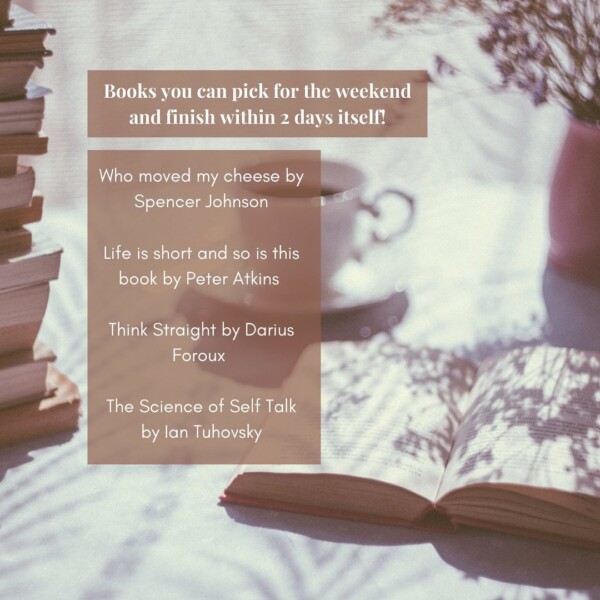 Books you can pick for the weekend
and finish within 2 days itself!
Who moved my cheese by
Spencer Johnson
Life is short and so is this
book by Peter Atkins
Think Straight by Darius
Foroux
The Science of Self Talk
by Ian Tuhovsky